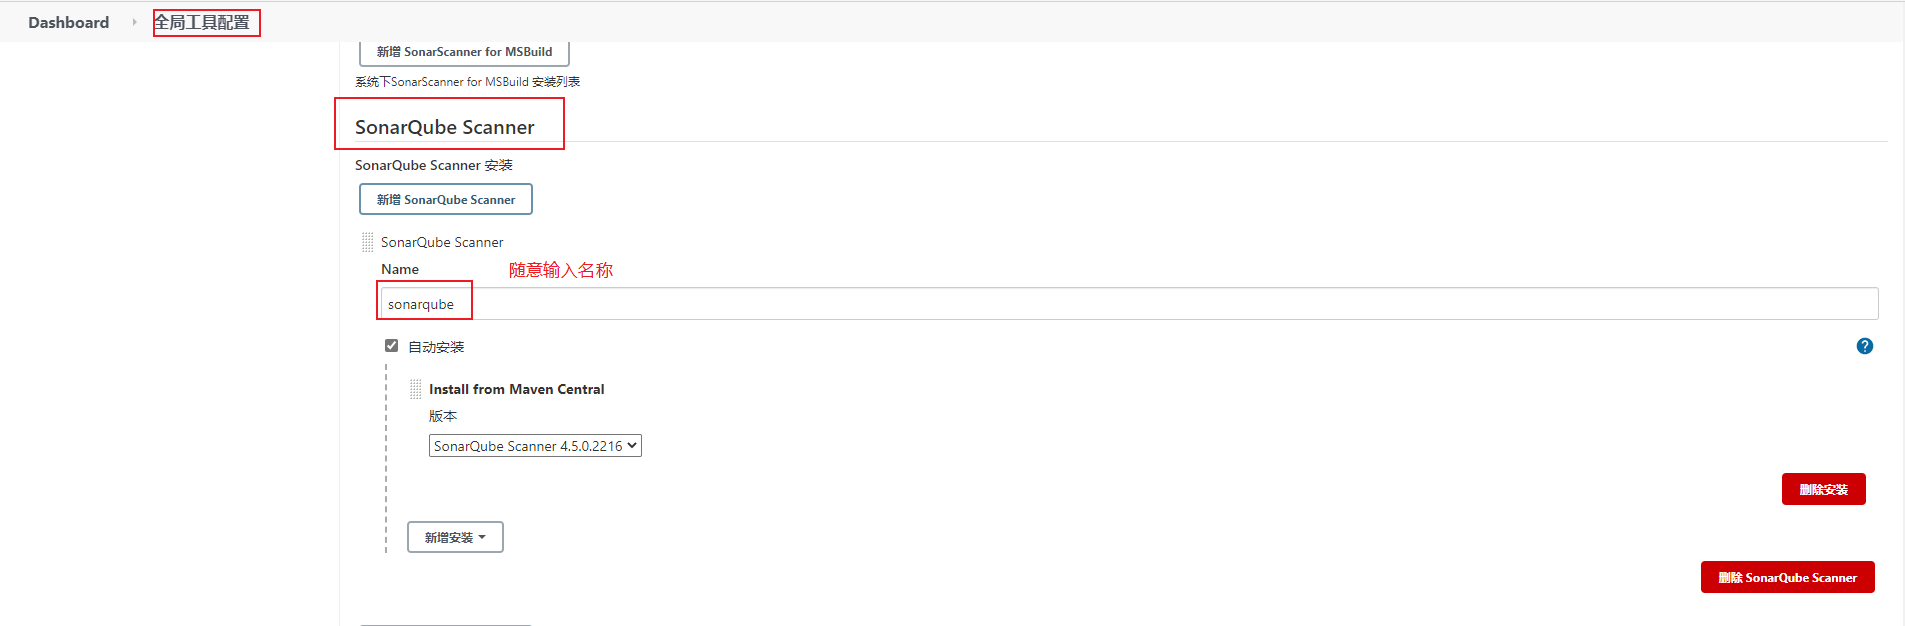 Dashboard 全局工具配置
新增 SonarScanner for MSBuild
系统下SonarScanner for MSBuild 安装列表
SonarQube Scanner
SonarQube Scanner 安装
新增 SonarQube Scanner
SonarQube Scanner
Name 随意输入名称
sonarqube
自动安装
?
Install from Maven Central
版本
SonarQube Scanner 4.5.0.2216
删除安装
新增安装
删除 SonarQube Scanner